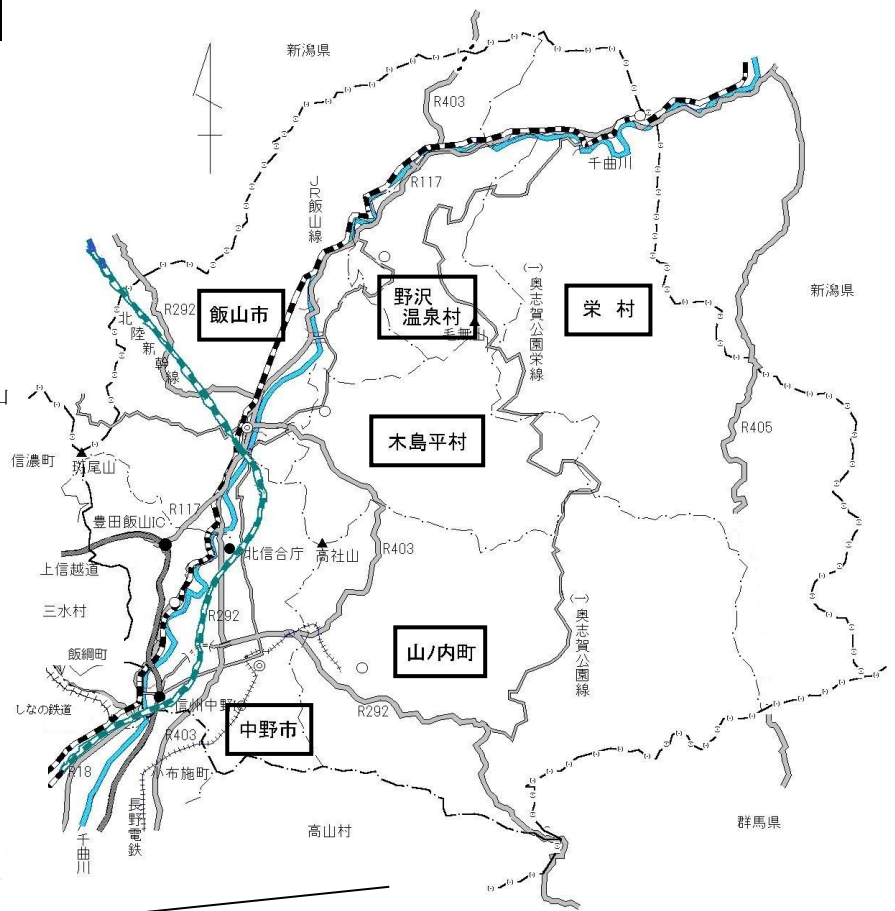 新潟県
R403
千曲川
R117
JR飯山線
新潟県
R292
飯山市
野沢
温泉村
毛無山
栄 村
(一)奥志賀公園栄線
北陸新幹線
山
木島平村
R405
信濃町
斑尾山
R117
豊田飯山IC
北信合庁
高社山
R403
上信越道
三水村
R292
(一)奥志賀公園線
飯綱町
山ノ内町
しなの鉄道
信州中野IC
R292
中野市
R403
R18
小布施町
長野電鉄
千曲川
高山村
群馬県